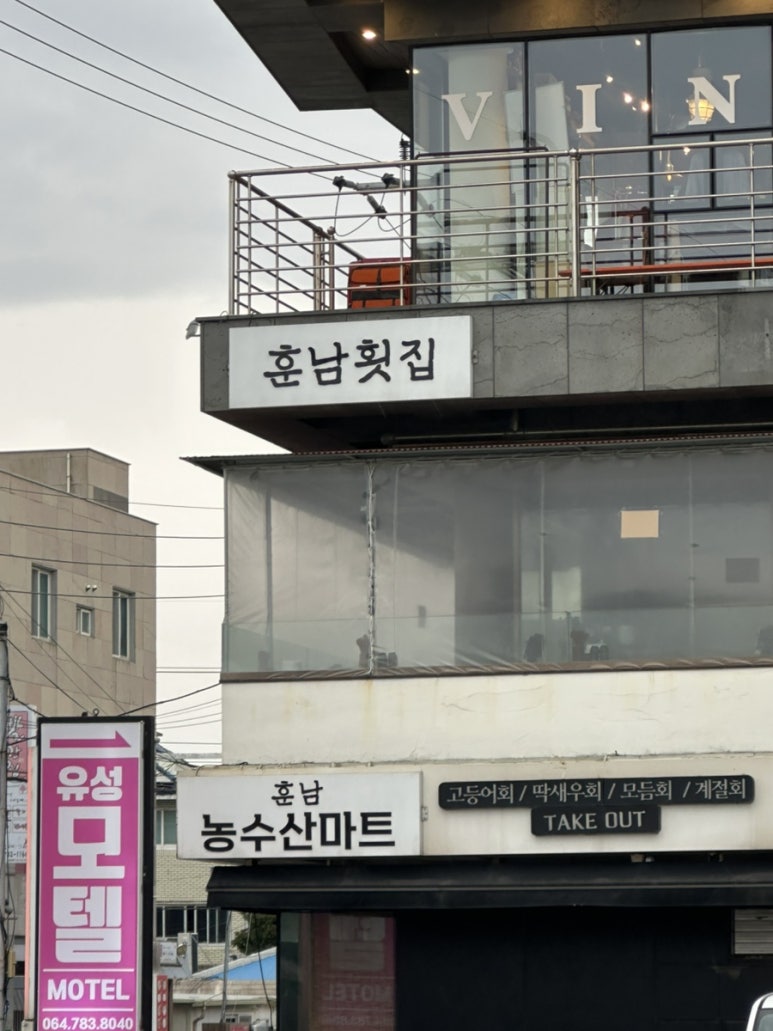 VIN
훈남횟집
훈남
농수산마트
고등어회 / 딱새우회 / 모듬회 / 계절회
TAKE OUT
유성
모텔
MOTEL
064.783.8040